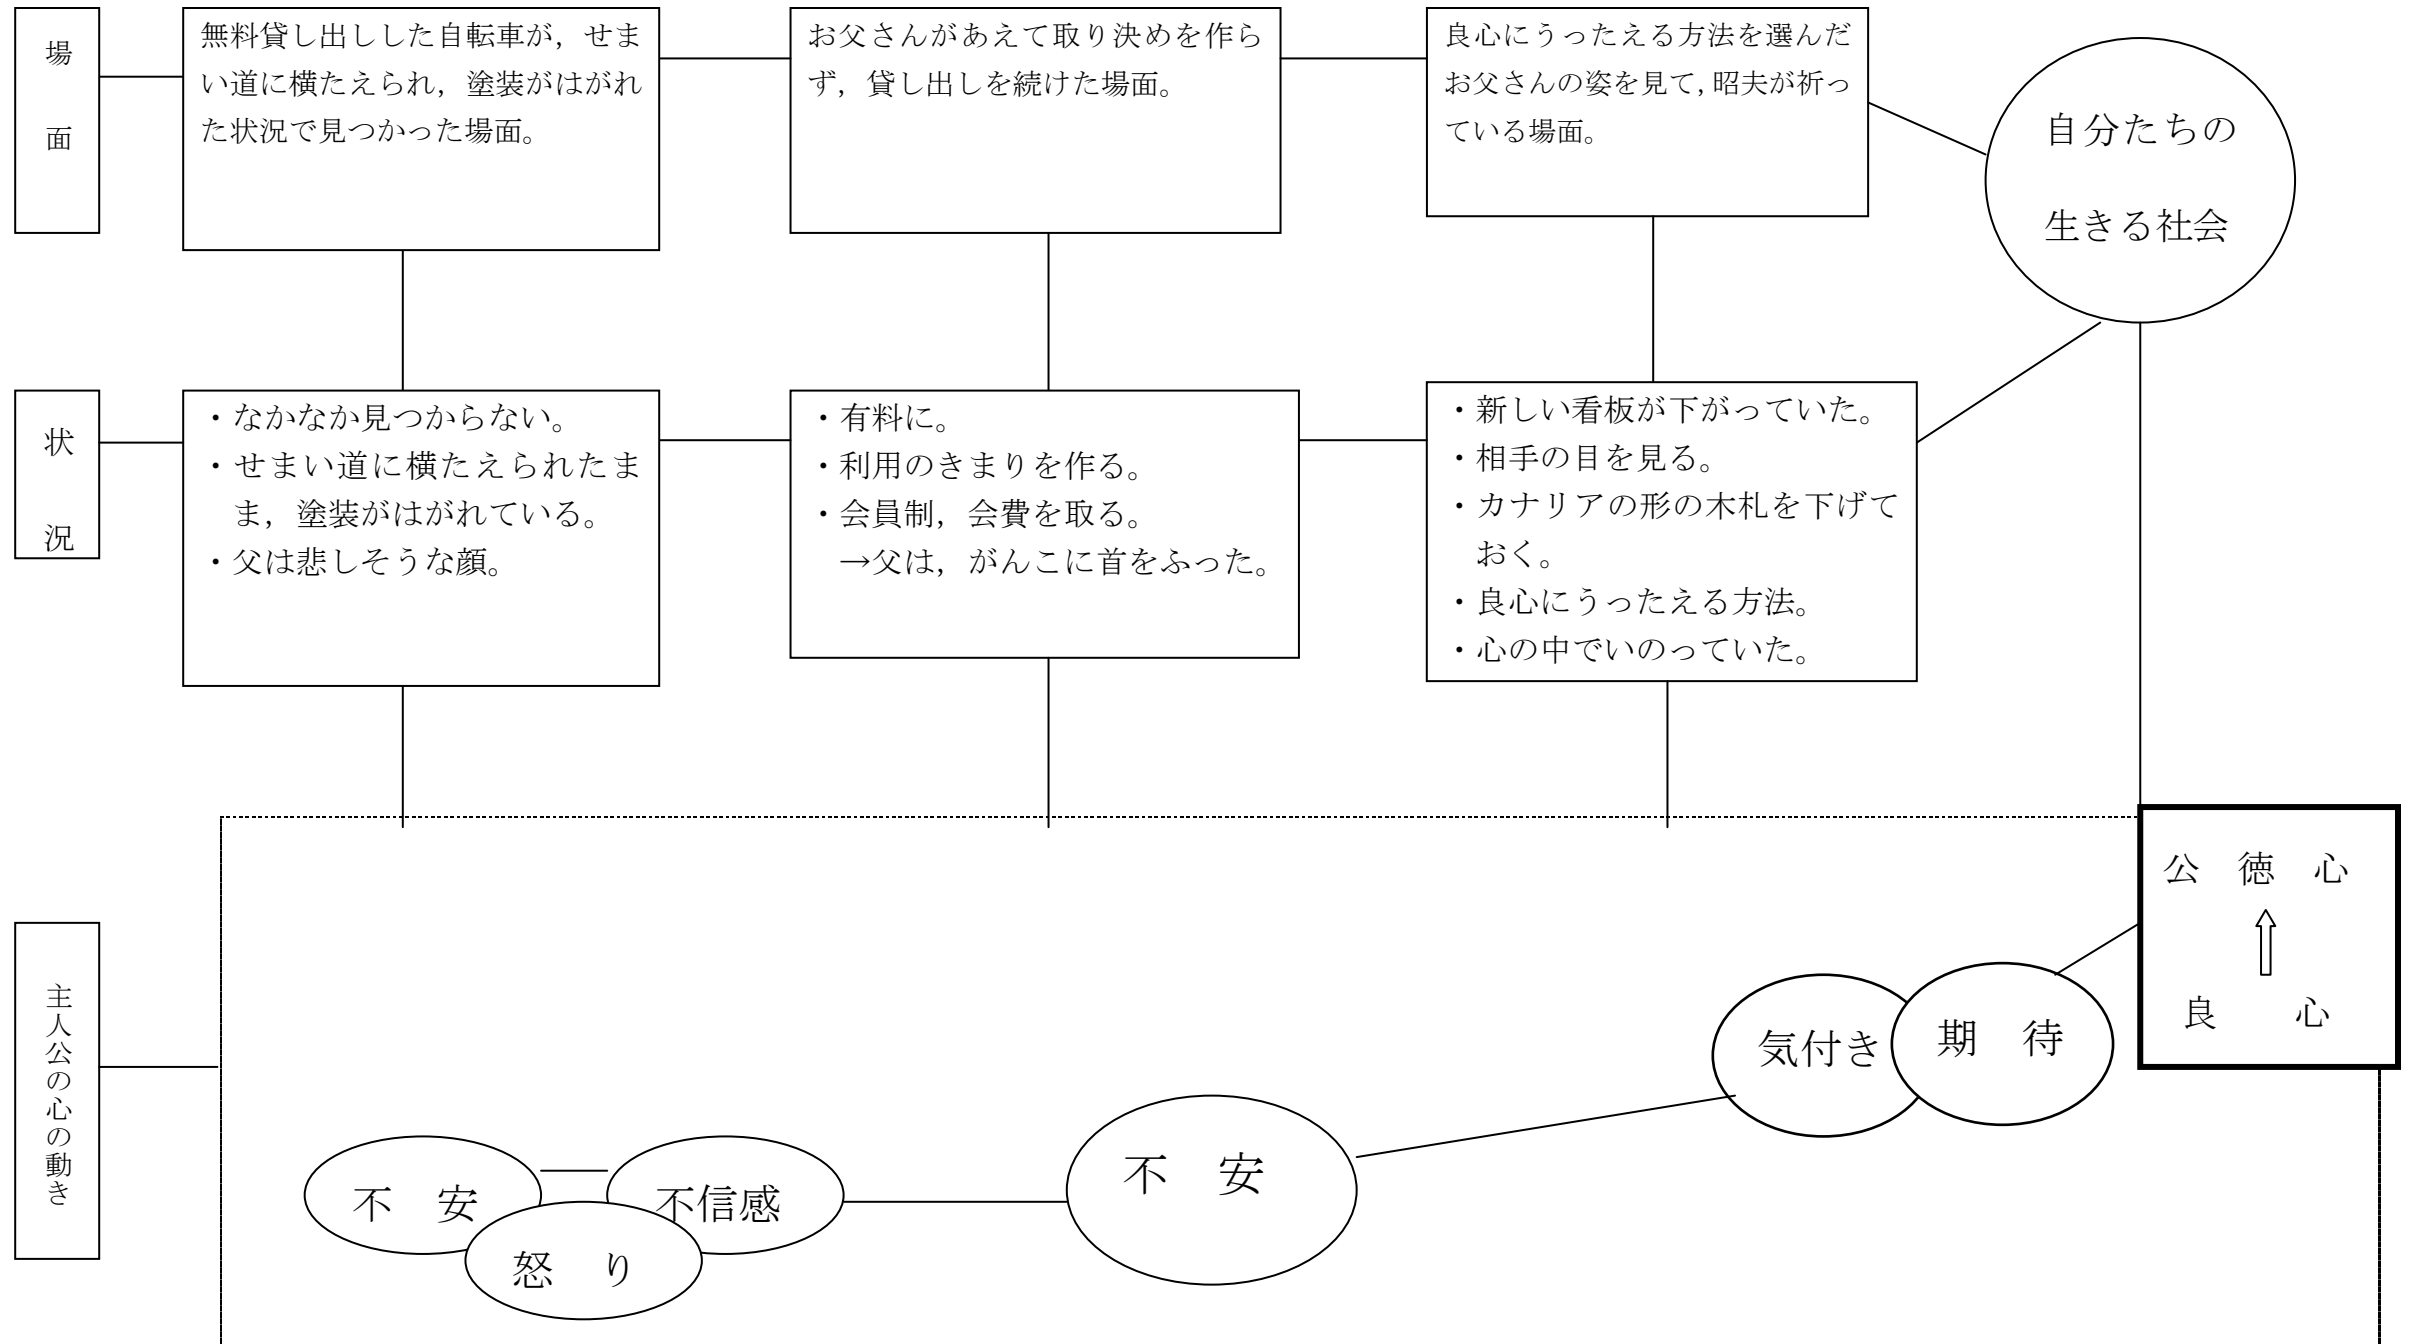 場面
無料貸し出しした自転車が，せま
い道に横たえられ，塗装がはがれ
た状況で見つかった場面。
お父さんがあえて取り決めを作ら
ず，貸し出しを続けた場面。
良心にうったえる方法を選んだ
お父さんの姿を見て，昭夫が祈っ
ている場面。
自分たちの
生きる社会
状況
・なかなか見つからない。
・せまい道に横たえられたま
ま，塗装がはがれている。
・父は悲しそうな顔。
・有料に。
・利用のきまりを作る。
・会員制，会費を取る。
→父は，がんこに首をふった。
・新しい看板が下がっていた。
・相手の目を見る。
・カナリアの形の木札を下げて
おく。
・良心にうったえる方法。
・心の中でいのっていた。
主人公の心の動き
不　安
不信感
怒　り
不　安
気付き
期　待
公　徳　心
⇧
良　　心